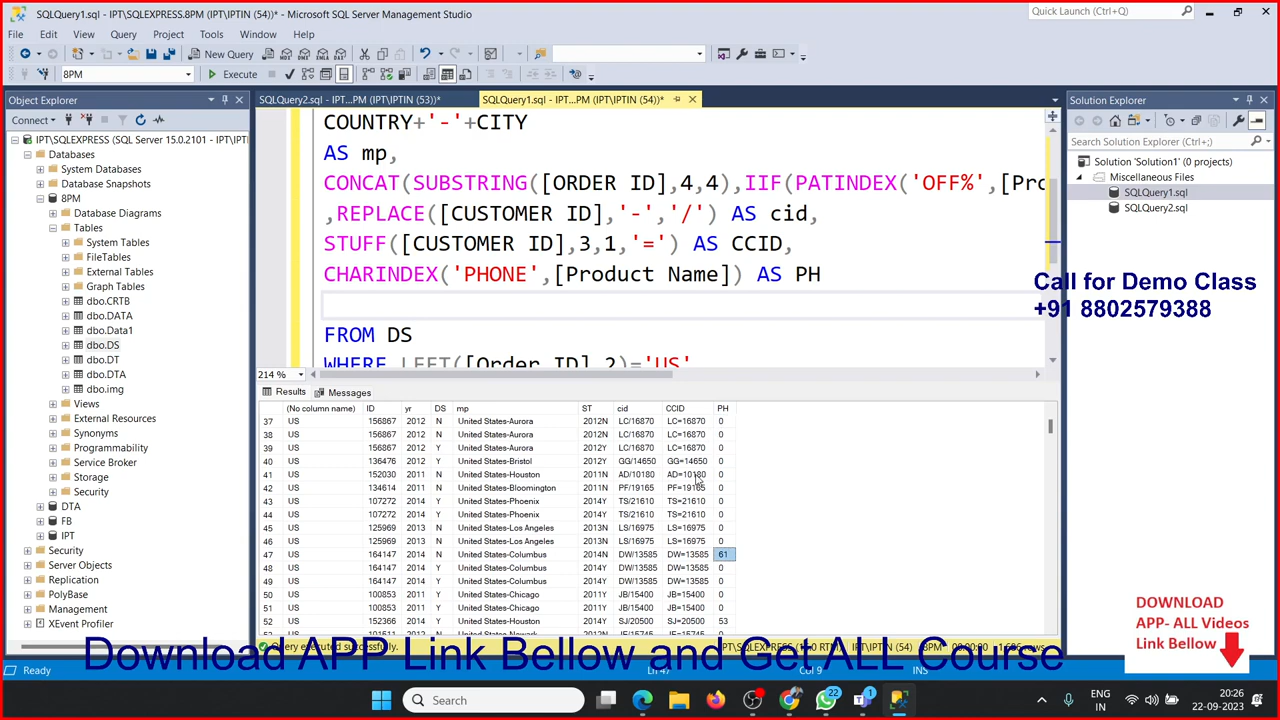 SQLQuery1.sql - IPT\SQLEXPRESS.8PM (IPT\IPTIN (54))* - Microsoft SQL Server Management Studio
Quick Launch (Ctrl+Q)
File Edit View Query Project Tools Window Help
New Query
8PM Execute
Object Explorer
SQLQuery2.sql - IPT...PM (IPT\IPTIN (53))*
SQLQuery1.sql - IPT...PM (IPT\IPTIN (54))*
Solution Explorer
Connect
Search Solution Explorer (Ctrl+;)
IPT\SQLEXPRESS (SQL Server 15.0.2101 - IPT\IPTIN
Databases
System Databases
Database Snapshots
8PM
Database Diagrams
Tables
System Tables
FileTables
External Tables
Graph Tables
dbo.CRTB
dbo.DATA
dbo.Data1
dbo.DS
dbo.DT
dbo.DTA
dbo.img
Views
External Resources
Synonyms
Programmability
Service Broker
Storage
Security
DTA
FB
IPT
Security
Server Objects
Replication
PolyBase
Management
XEvent Profiler
COUNTRY+'-'+CITY
AS mp,
CONCAT(SUBSTRING([ORDER ID],4,4),IIF(PATINDEX('OFF%',[Pro
,REPLACE([CUSTOMER ID],'-','/') AS cid,
STUFF([CUSTOMER ID],3,1,'=') AS CCID,
CHARINDEX('PHONE',[Product Name]) AS PH
FROM DS
WHERE LEFT([Order ID],2)='US'
214 %
Results Messages
(No column name) ID yr DS mp ST cid CCID PH
37 US 156867 2012 N United States-Aurora 2012N LC/16870 LC=16870 0
38 US 156867 2012 N United States-Aurora 2012N LC/16870 LC=16870 0
39 US 156867 2012 Y United States-Aurora 2012Y LC/16870 LC=16870 0
40 US 136476 2012 Y United States-Bristol 2012Y GG/14650 GG=14650 0
41 US 152030 2011 N United States-Houston 2011N AD/10180 AD=10180 0
42 US 134614 2011 N United States-Bloomington 2011N PF/19165 PF=19165 0
43 US 107272 2014 Y United States-Phoenix 2014Y TS/21610 TS=21610 0
44 US 107272 2014 Y United States-Phoenix 2014Y TS/21610 TS=21610 0
45 US 125969 2013 N United States-Los Angeles 2013N LS/16975 LS=16975 0
46 US 125969 2013 N United States-Los Angeles 2013N LS/16975 LS=16975 0
47 US 164147 2014 N United States-Columbus 2014N DW/13585 DW=13585 61
48 US 164147 2014 Y United States-Columbus 2014Y DW/13585 DW=13585 0
49 US 164147 2014 Y United States-Columbus 2014Y DW/13585 DW=13585 0
50 US 100853 2011 Y United States-Chicago 2011Y JB/15400 JB=15400 0
51 US 100853 2011 Y United States-Chicago 2011Y JB/15400 JB=15400 0
52 US 152366 2014 Y United States-Houston 2014Y SJ/20500 SJ=20500 53
Solution 'Solution1' (0 projects)
Miscellaneous Files
SQLQuery1.sql
SQLQuery2.sql
Call for Demo Class
+91 8802579388
DOWNLOAD
APP- ALL Videos
Link Bellow
Download APP Link Bellow and Get ALL Course
Ready Ln 47 Col 9 INS
Search
22 1
ENG
IN
20:26
22-09-2023